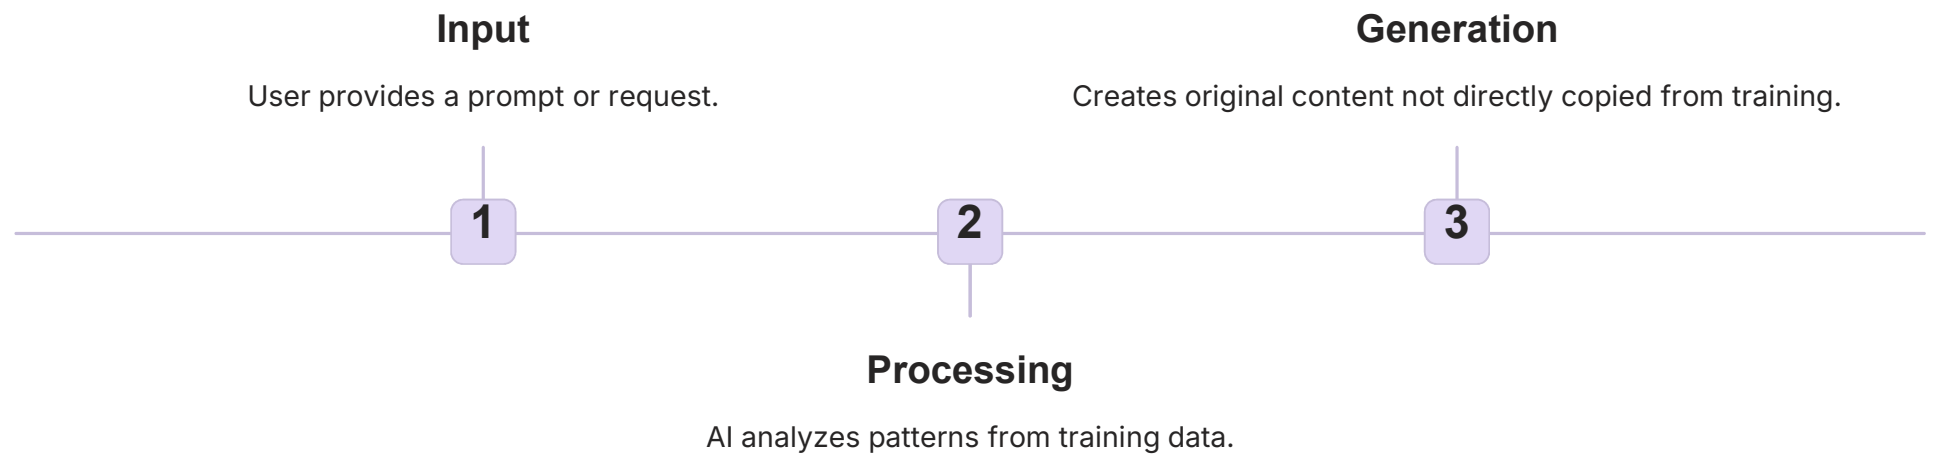 Input
User provides a prompt or request.
1
2
Processing
AI analyzes patterns from training data.
3
Generation
Creates original content not directly copied from training.